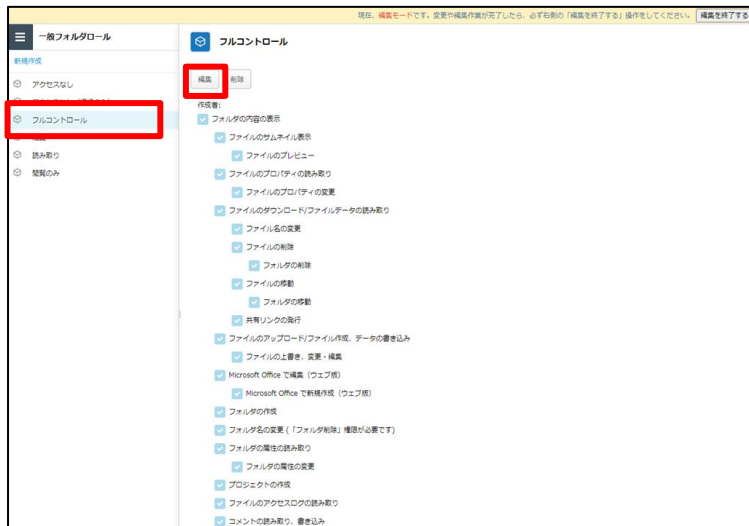 現在、編集モードです。変更や編集作業が完了したら、必ず右側の「編集を終了する」操作をしてください。 編集を終了する
一般フォルダロール
新規作成
アクセスなし
フルコントロール
読み取り
閲覧のみ
フルコントロール
編集 削除
作成者:
フォルダの内容の表示
ファイルのサムネイル表示
ファイルのプレビュー
ファイルのプロパティの読み取り
ファイルのプロパティの変更
ファイルのダウンロード/ファイルデータの読み取り
ファイル名の変更
ファイルの削除
フォルダの削除
ファイルの移動
フォルダの移動
共有リンクの発行
ファイルのアップロード/ファイル作成、データの書き込み
ファイルの上書き、変更・編集
Microsoft Office で編集（ウェブ版）
Microsoft Office で新規作成（ウェブ版）
フォルダの作成
フォルダ名の変更 (「フォルダ削除」権限が必要です)
フォルダの属性の読み取り
フォルダの属性の変更
プロジェクトの作成
ファイルのアクセスログの読み取り
コメントの読み取り、書き込み